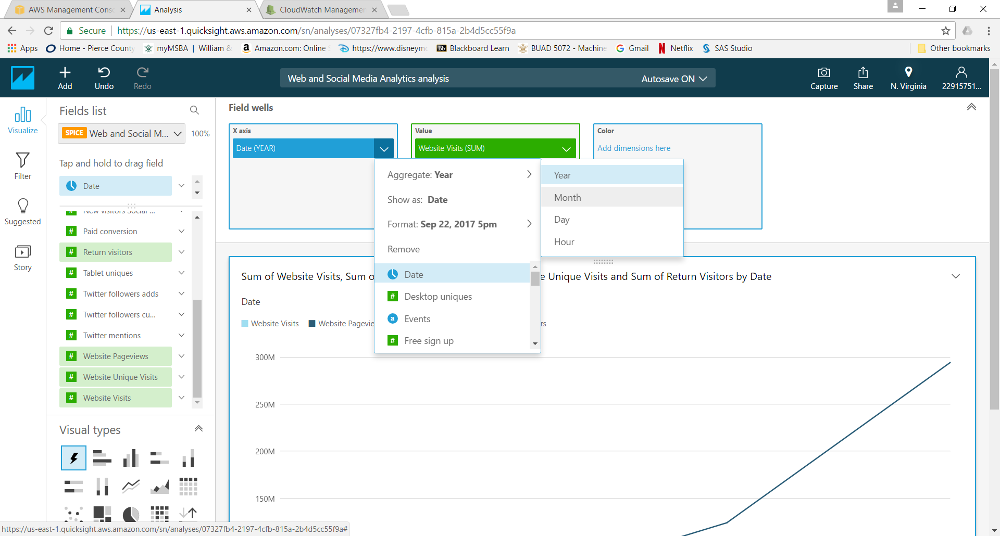 AWS Management Conso
Analysis
CloudWatch Managemen
Secure
https://us-east-1.quicksight.aws.amazon.com/sn/analyses/07327fb4-2197-4cfb-815a-2b4d5cc55f9a
Apps
Home - Pierce County
myMSBA | William &
a Amazon.com: Online S
https://www.disneymo
Bb Blackboard Learn
BUAD 5072 - Machine
G Gmail
N Netflix
SAS Studio
Other bookmarks
Add
Undo
Redo
Web and Social Media Analytics analysis
Autosave ON
Capture
Share
N. Virginia
22915751...
Visualize
Filter
Suggested
Story
Fields list
SPICE Web and Social M...
100%
Tap and hold to drag field
Date
# New visitors Social ...
# Paid conversion
# Return visitors
# Tablet uniques
# Twitter followers adds
# Twitter followers cu...
# Twitter mentions
# Website Pageviews
# Website Unique Visits
# Website Visits
Visual types
Field wells
X axis
Date (YEAR)
Value
Website Visits (SUM)
Color
Add dimensions here
Aggregate: Year
Show as: Date
Format: Sep 22, 2017 5pm
Remove
Date
# Desktop uniques
a Events
# Free sign up
Year
Month
Day
Hour
Sum of Website Visits, Sum o
e Unique Visits and Sum of Return Visitors by Date
Date
Website Visits
Website Pagevie
rs
300M
250M
200M
150M
https://us-east-1.quicksight.aws.amazon.com/sn/analyses/07327fb4-2197-4cfb-815a-2b4d5cc55f9a#